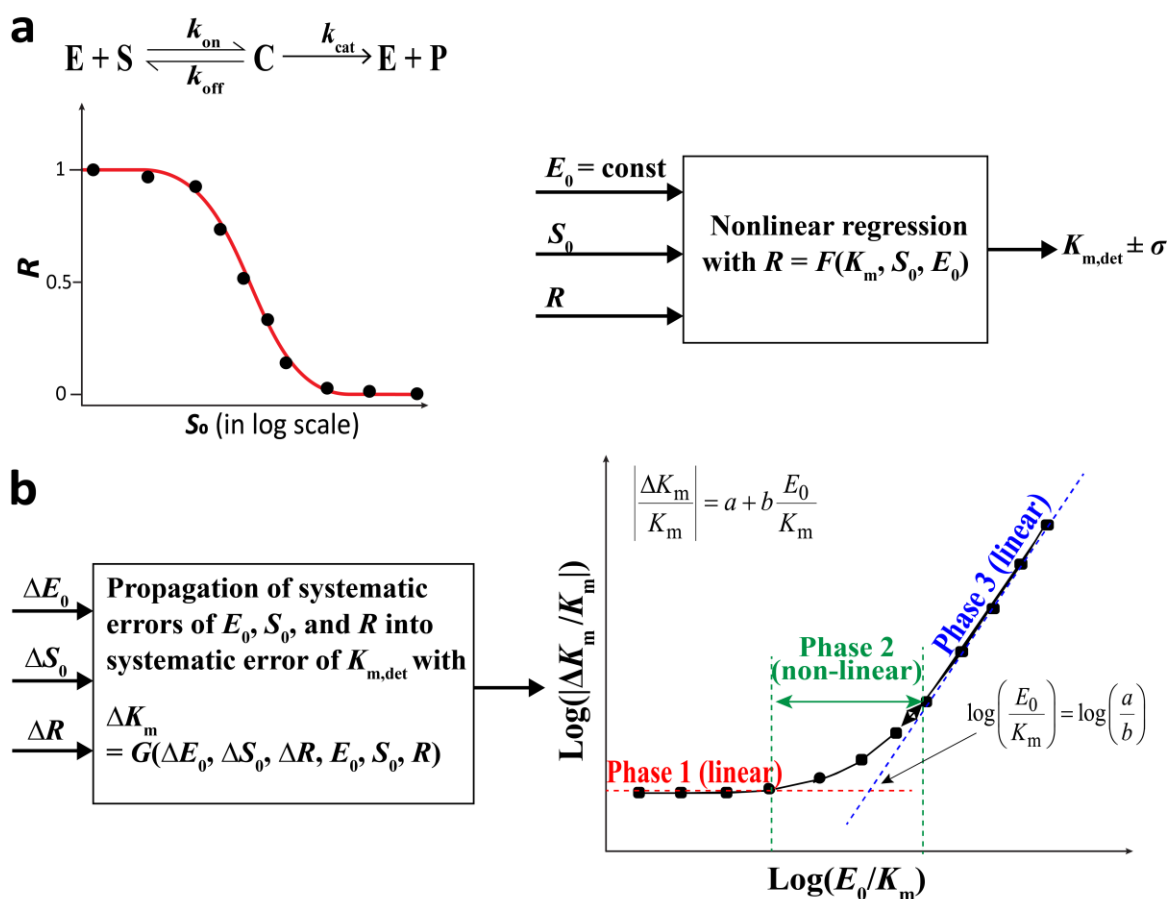 a
k_on k_cat
E + S ⇌ C → E + P
k_off
1
0.5
0
R
S₀ (in log scale)
E₀ = const
S₀
R
Nonlinear regression
with R = F(K_m, S₀, E₀)
K_m,det ± σ
b
ΔE₀
ΔS₀
ΔR
Propagation of systematic
errors of E₀, S₀, and R into
systematic error of K_m,det with
ΔK_m
= G(ΔE₀, ΔS₀, ΔR, E₀, S₀, R)
|ΔK_m/K_m| = a + b E₀/K_m
Log(|ΔK_m/K_m|)
Phase 1 (linear)
Phase 2
(non-linear)
Phase 3 (linear)
log(E₀/K_m) = log(a/b)
Log(E₀/K_m)